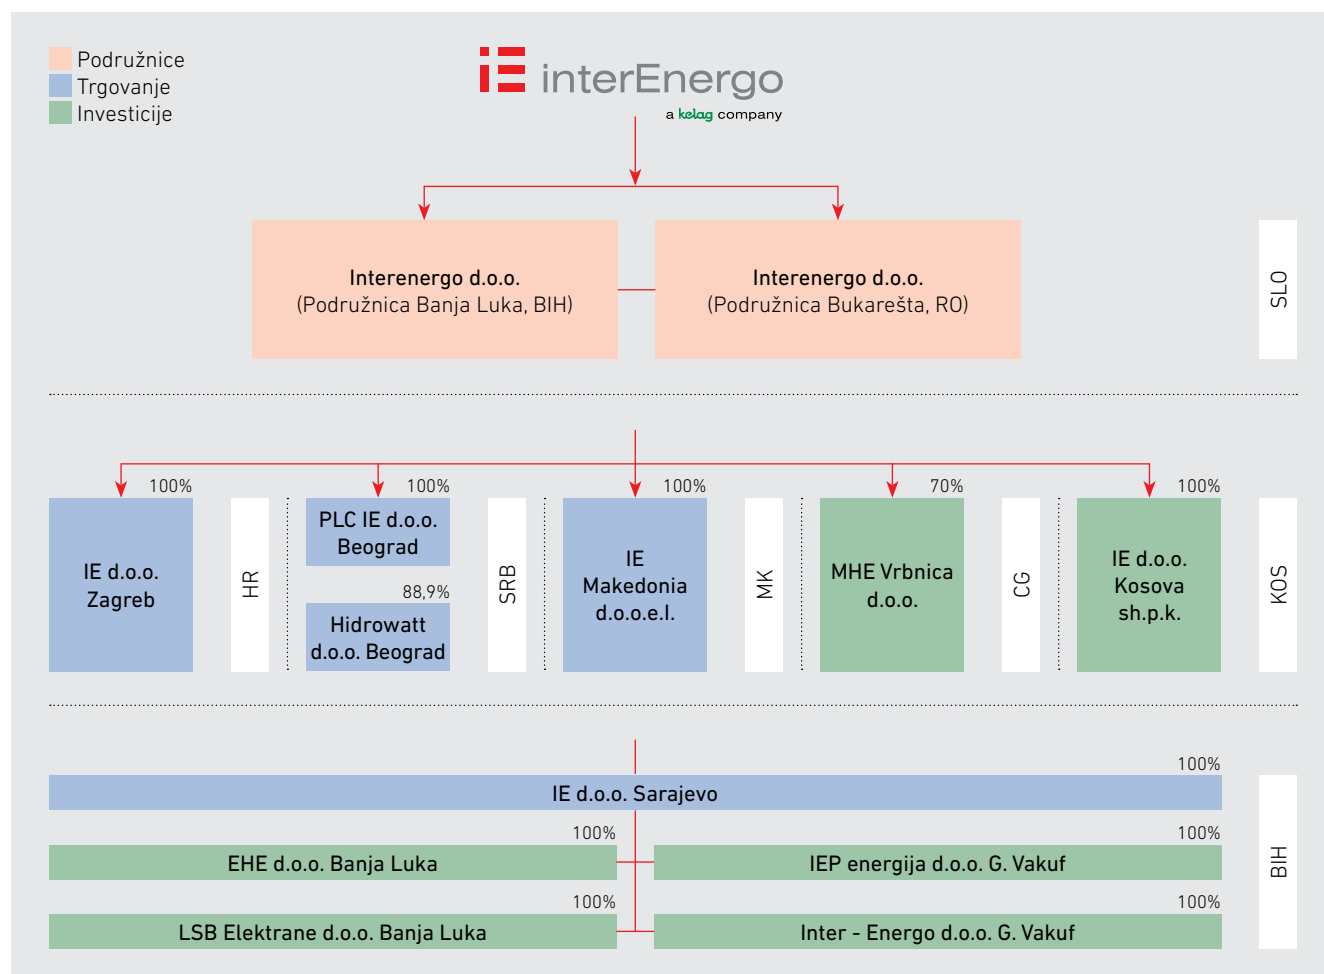 Podružnice
Trgovanje
Investicije
interEnergo
a kelag company
Interenergo d.o.o.
(Podružnica Banja Luka, BIH)
Interenergo d.o.o.
(Podružnica Bukarešta, RO)
SLO
100%
IE d.o.o.
Zagreb
HR
100%
PLC IE d.o.o.
Beograd
88,9%
Hidrowatt
d.o.o. Beograd
SRB
100%
IE
Makedonia
d.o.o.e.l.
MK
70%
MHE Vrbnica
d.o.o.
CG
100%
IE d.o.o.
Kosova
sh.p.k.
KOS
100%
IE d.o.o. Sarajevo
100%
EHE d.o.o. Banja Luka
100%
IEP energija d.o.o. G. Vakuf
100%
LSB Elektrane d.o.o. Banja Luka
100%
Inter - Energo d.o.o. G. Vakuf
BIH